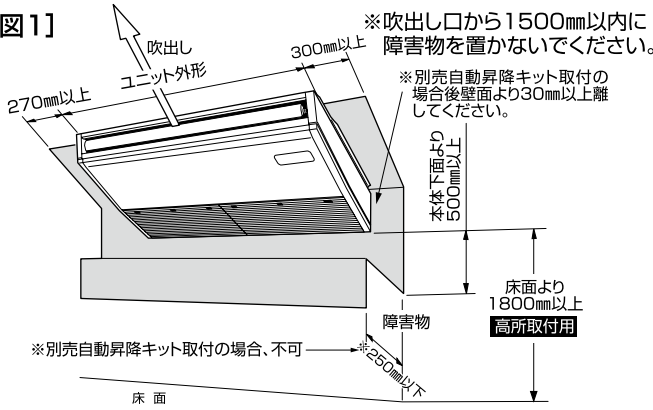 図1]
※吹出し口から1500㎜以内に
障害物を置かないでください。
吹出し
ユニット外形
300㎜以上
270㎜以上
※別売自動昇降キット取付の
場合後壁面より30㎜以上離
してください。
本体下面より
500㎜以上
床面より
1800㎜以上
高所取付用
障害物
※別売自動昇降キット取付の場合、不可
※250㎜以下
床 面